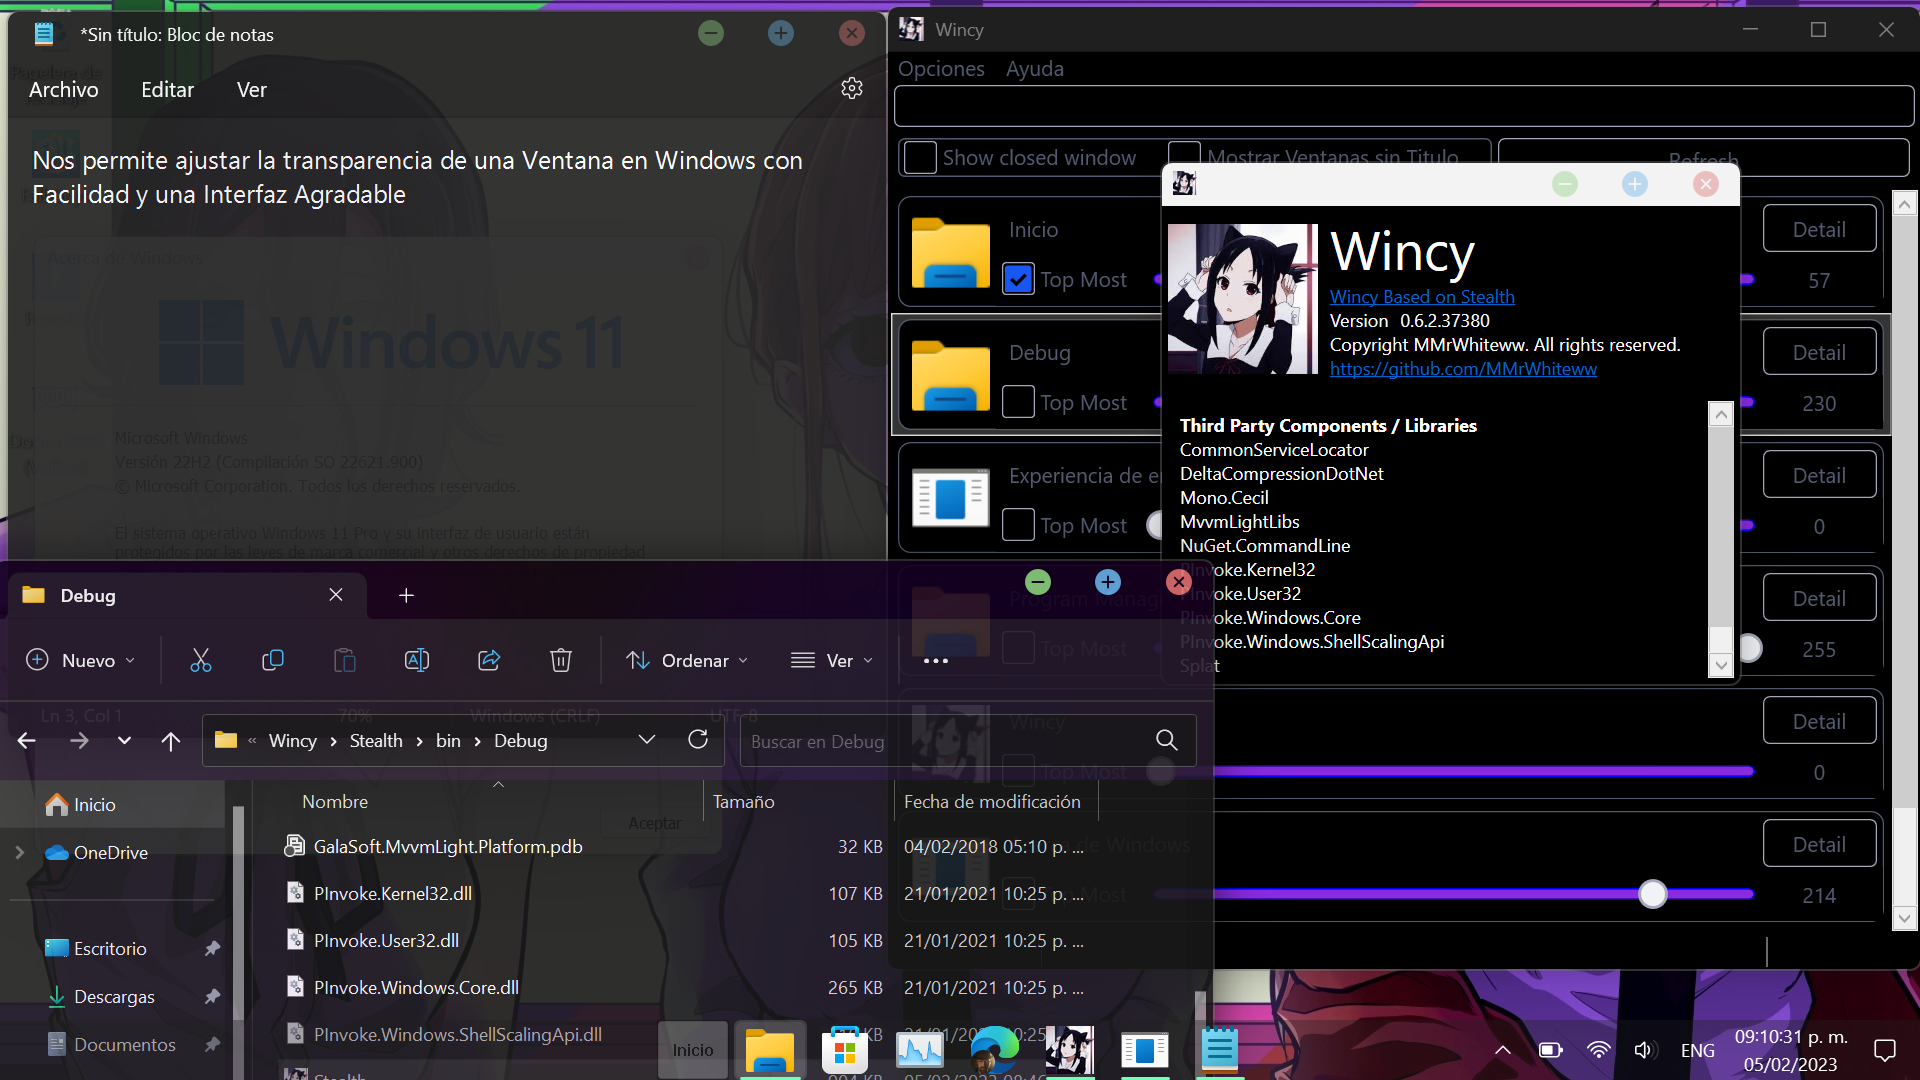 *Sin título: Bloc de notas
Archivo
Editar
Ver
Nos permite ajustar la transparencia de una Ventana en Windows con
Facilidad y una Interfaz Agradable
Acerca de Windows
Windows 11
Microsoft Windows
Versión 22H2 (Compilación SO 22621.900)
© Microsoft Corporation. Todos los derechos reservados.
El sistema operativo Windows 11 Pro y su interfaz de usuario están
protegidos por las leyes de marca comercial y otros derechos de propiedad
Wincy
Opciones
Ayuda
Show closed window
Mostrar Ventanas sin Titulo
Refresh
Inicio
Top Most
Detail
57
Debug
Top Most
Detail
230
Experiencia de e
Top Most
Detail
0
Program Manag
Top Most
Detail
255
Wincy
Top Most
Detail
0
de Windows
Most
Detail
214
Wincy
Wincy Based on Stealth
Version 0.6.2.37380
Copyright MMrWhiteww. All rights reserved.
https://github.com/MMrWhiteww
Third Party Components / Libraries
CommonServiceLocator
DeltaCompressionDotNet
Mono.Cecil
MvvmLightLibs
NuGet.CommandLine
PInvoke.Kernel32
PInvoke.User32
PInvoke.Windows.Core
PInvoke.Windows.ShellScalingApi
Splat
Debug
Nuevo
Ordenar
Ver
Ln 3, Col 1
70%
Windows (CRLF)
UTF-8
« Wincy › Stealth › bin › Debug
Buscar en Debug
Inicio
OneDrive
Escritorio
Descargas
Documentos
Nombre
Tamaño
Fecha de modificación
Aceptar
GalaSoft.MvvmLight.Platform.pdb 32 KB 04/02/2018 05:10 p. ...
PInvoke.Kernel32.dll 107 KB 21/01/2021 10:25 p. ...
PInvoke.User32.dll 105 KB 21/01/2021 10:25 p. ...
PInvoke.Windows.Core.dll 265 KB 21/01/2021 10:25 p. ...
PInvoke.Windows.ShellScalingApi.dll
Stealth
Inicio
ENG
09:10:31 p. m.
05/02/2023